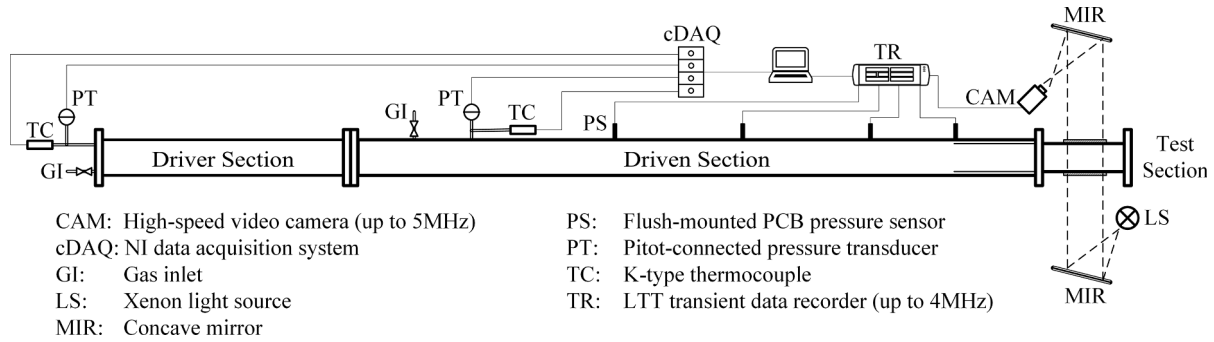 MIR
cDAQ
TR
PT
PT
CAM
GI
TC
PS
TC
Driver Section
Driven Section
Test
Section
GI
CAM: High-speed video camera (up to 5MHz)
cDAQ: NI data acquisition system
GI: Gas inlet
LS: Xenon light source
MIR: Concave mirror
PS: Flush-mounted PCB pressure sensor
PT: Pitot-connected pressure transducer
TC: K-type thermocouple
TR: LTT transient data recorder (up to 4MHz)
LS
MIR